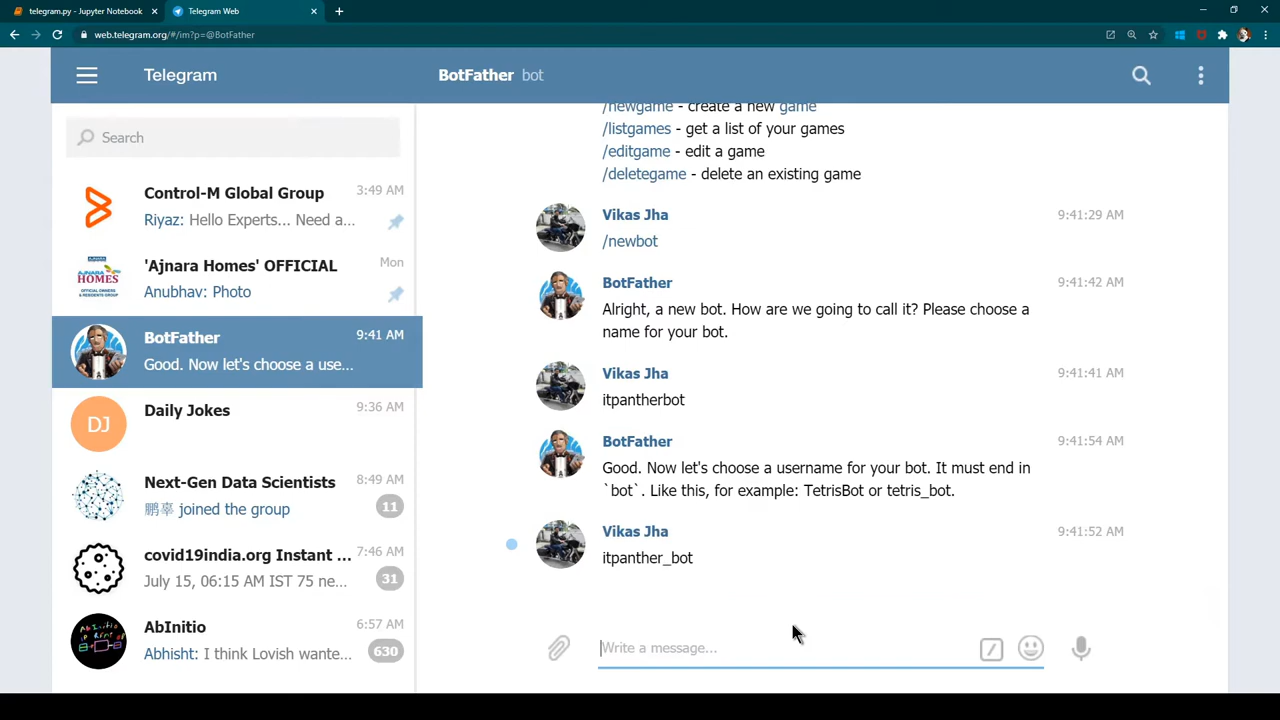 telegram.py - Jupyter Notebook
Telegram Web
web.telegram.org/#/im?p=@BotFather
Telegram
BotFather bot
Search
Control-M Global Group 3:49 AM
Riyaz: Hello Experts... Need a...
AJNARA HOMES
'Ajnara Homes' OFFICIAL Mon
Anubhav: Photo
BotFather 9:41 AM
Good. Now let's choose a use...
DJ
Daily Jokes 9:36 AM
Next-Gen Data Scientists 8:49 AM
鹏辜 joined the group 11
covid19india.org Instant ... 7:46 AM
July 15, 06:15 AM IST 75 ne... 31
AbInitio 6:57 AM
Abhisht: I think Lovish wante... 630
/newgame - create a new game
/listgames - get a list of your games
/editgame - edit a game
/deletegame - delete an existing game
Vikas Jha 9:41:29 AM
/newbot
BotFather 9:41:42 AM
Alright, a new bot. How are we going to call it? Please choose a
name for your bot.
Vikas Jha 9:41:41 AM
itpantherbot
BotFather 9:41:54 AM
Good. Now let's choose a username for your bot. It must end in
`bot`. Like this, for example: TetrisBot or tetris_bot.
Vikas Jha 9:41:52 AM
itpanther_bot
Write a message...